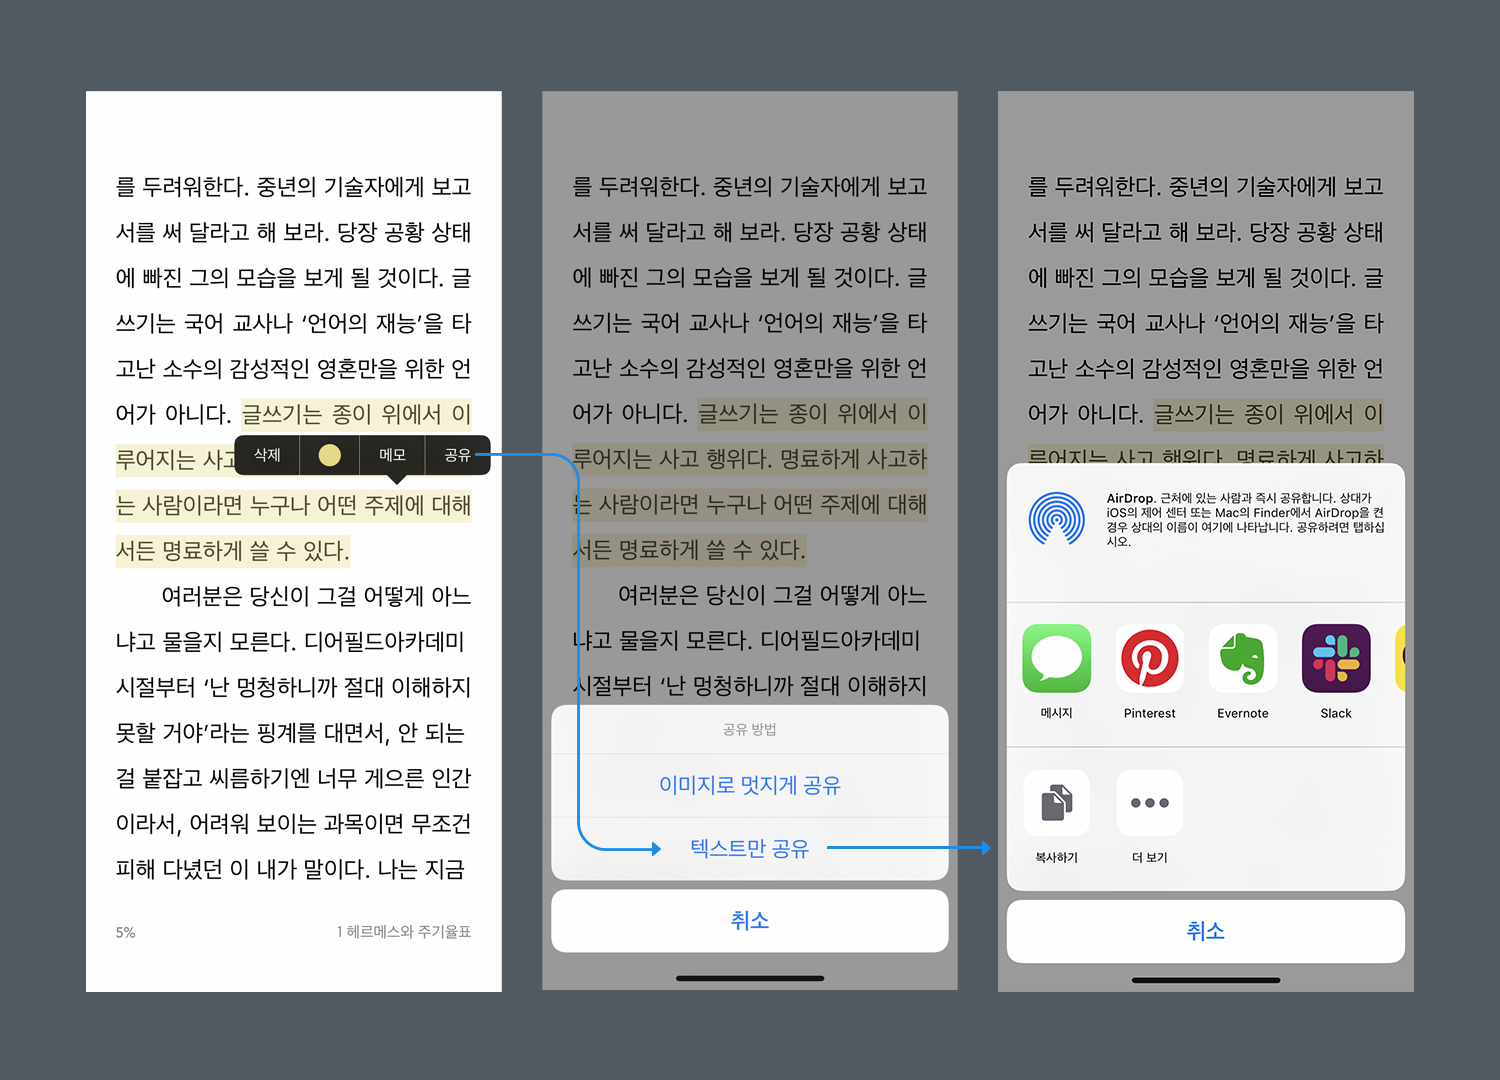 를 두려워한다. 중년의 기술자에게 보고
서를 써 달라고 해 보라. 당장 공황 상태
에 빠진 그의 모습을 보게 될 것이다. 글
쓰기는 국어 교사나 ‘언어의 재능’을 타
고난 소수의 감성적인 영혼만을 위한 언
어가 아니다. 글쓰기는 종이 위에서 이
루어지는 사고
삭제
메모
공유
는 사람이라면 누구나 어떤 주제에 대해
서든 명료하게 쓸 수 있다.
여러분은 당신이 그걸 어떻게 아느
냐고 물을지 모른다. 디어필드아카데미
시절부터 ‘난 멍청하니까 절대 이해하지
못할 거야’라는 핑계를 대면서, 안 되는
걸 붙잡고 씨름하기엔 너무 게으른 인간
이라서, 어려워 보이는 과목이면 무조건
피해 다녔던 이 내가 말이다. 나는 지금
5%
1 헤르메스와 주기율표
를 두려워한다. 중년의 기술자에게 보고
서를 써 달라고 해 보라. 당장 공황 상태
에 빠진 그의 모습을 보게 될 것이다. 글
쓰기는 국어 교사나 ‘언어의 재능’을 타
고난 소수의 감성적인 영혼만을 위한 언
어가 아니다. 글쓰기는 종이 위에서 이
루어지는 사고 행위다. 명료하게 사고하
는 사람이라면 누구나 어떤 주제에 대해
서든 명료하게 쓸 수 있다.
여러분은 당신이 그걸 어떻게 아느
냐고 물을지 모른다. 디어필드아카데미
시절부터 ‘난 멍청하니까 절대 이해하지
공유 방법
이미지로 멋지게 공유
텍스트만 공유
취소
를 두려워한다. 중년의 기술자에게 보고
서를 써 달라고 해 보라. 당장 공황 상태
에 빠진 그의 모습을 보게 될 것이다. 글
쓰기는 국어 교사나 ‘언어의 재능’을 타
고난 소수의 감성적인 영혼만을 위한 언
어가 아니다. 글쓰기는 종이 위에서 이
루어지는 사고 행위다. 명료하게 사고하
AirDrop. 근처에 있는 사람과 즉시 공유합니다. 상대가
iOS의 제어 센터 또는 Mac의 Finder에서 AirDrop을 켠
경우 상대의 이름이 여기에 나타납니다. 공유하려면 탭하십
시오.
메시지
Pinterest
Evernote
Slack
복사하기
더 보기
취소